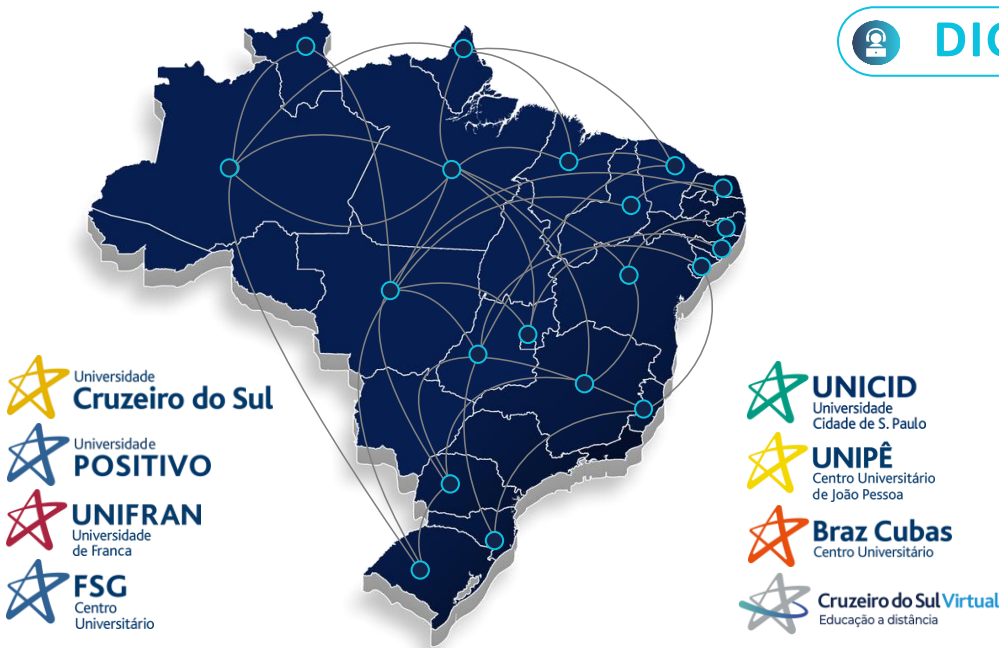 DIG
Universidade
Cruzeiro do Sul
Universidade
POSITIVO
UNIFRAN
Universidade
de Franca
FSG
Centro
Universitário
UNICID
Universidade
Cidade de S. Paulo
UNIPÊ
Centro Universitário
de João Pessoa
Braz Cubas
Centro Universitário
Cruzeiro do Sul Virtual
Educação a distância